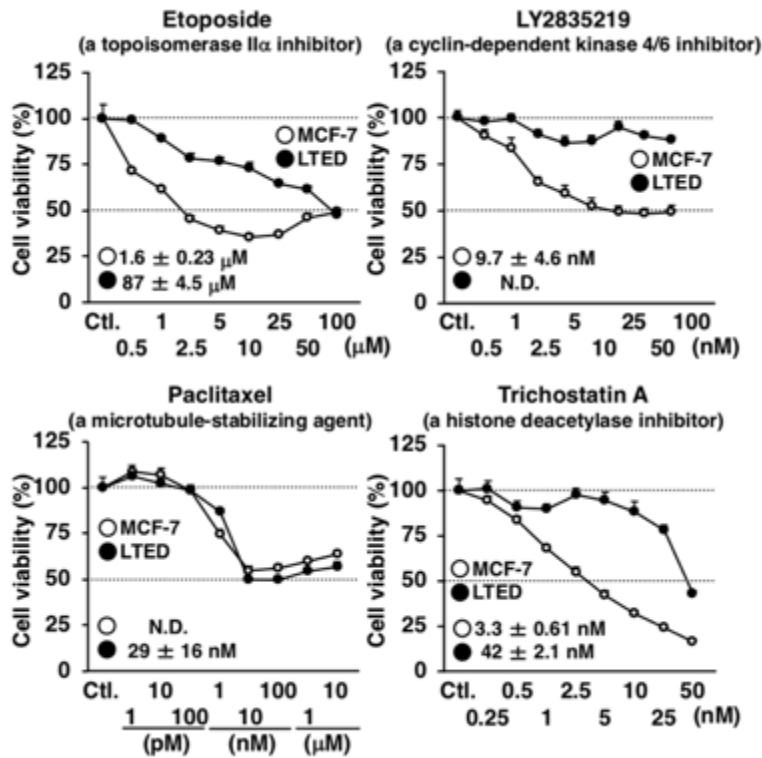 Etoposide
(a topoisomerase IIα inhibitor)
Cell viability (%)
125
100
75
50
25
0
MCF-7
LTED
1.6 ± 0.23 μM
87 ± 4.5 μM
Ctl. 1 5 25 100
0.5 2.5 10 50 (μM)
LY2835219
(a cyclin-dependent kinase 4/6 inhibitor)
Cell viability (%)
125
100
75
50
25
0
MCF-7
LTED
9.7 ± 4.6 nM
N.D.
Ctl. 1 5 25 100
0.5 2.5 10 50 (nM)
Paclitaxel
(a microtubule-stabilizing agent)
Cell viability (%)
125
100
75
50
25
0
MCF-7
LTED
N.D.
29 ± 16 nM
Ctl. 10 1 100 10
1 100 10 1
(pM) (nM) (μM)
Trichostatin A
(a histone deacetylase inhibitor)
Cell viability (%)
125
100
75
50
25
0
MCF-7
LTED
3.3 ± 0.61 nM
42 ± 2.1 nM
Ctl. 0.5 2.5 10 50
0.25 1 5 25 (nM)